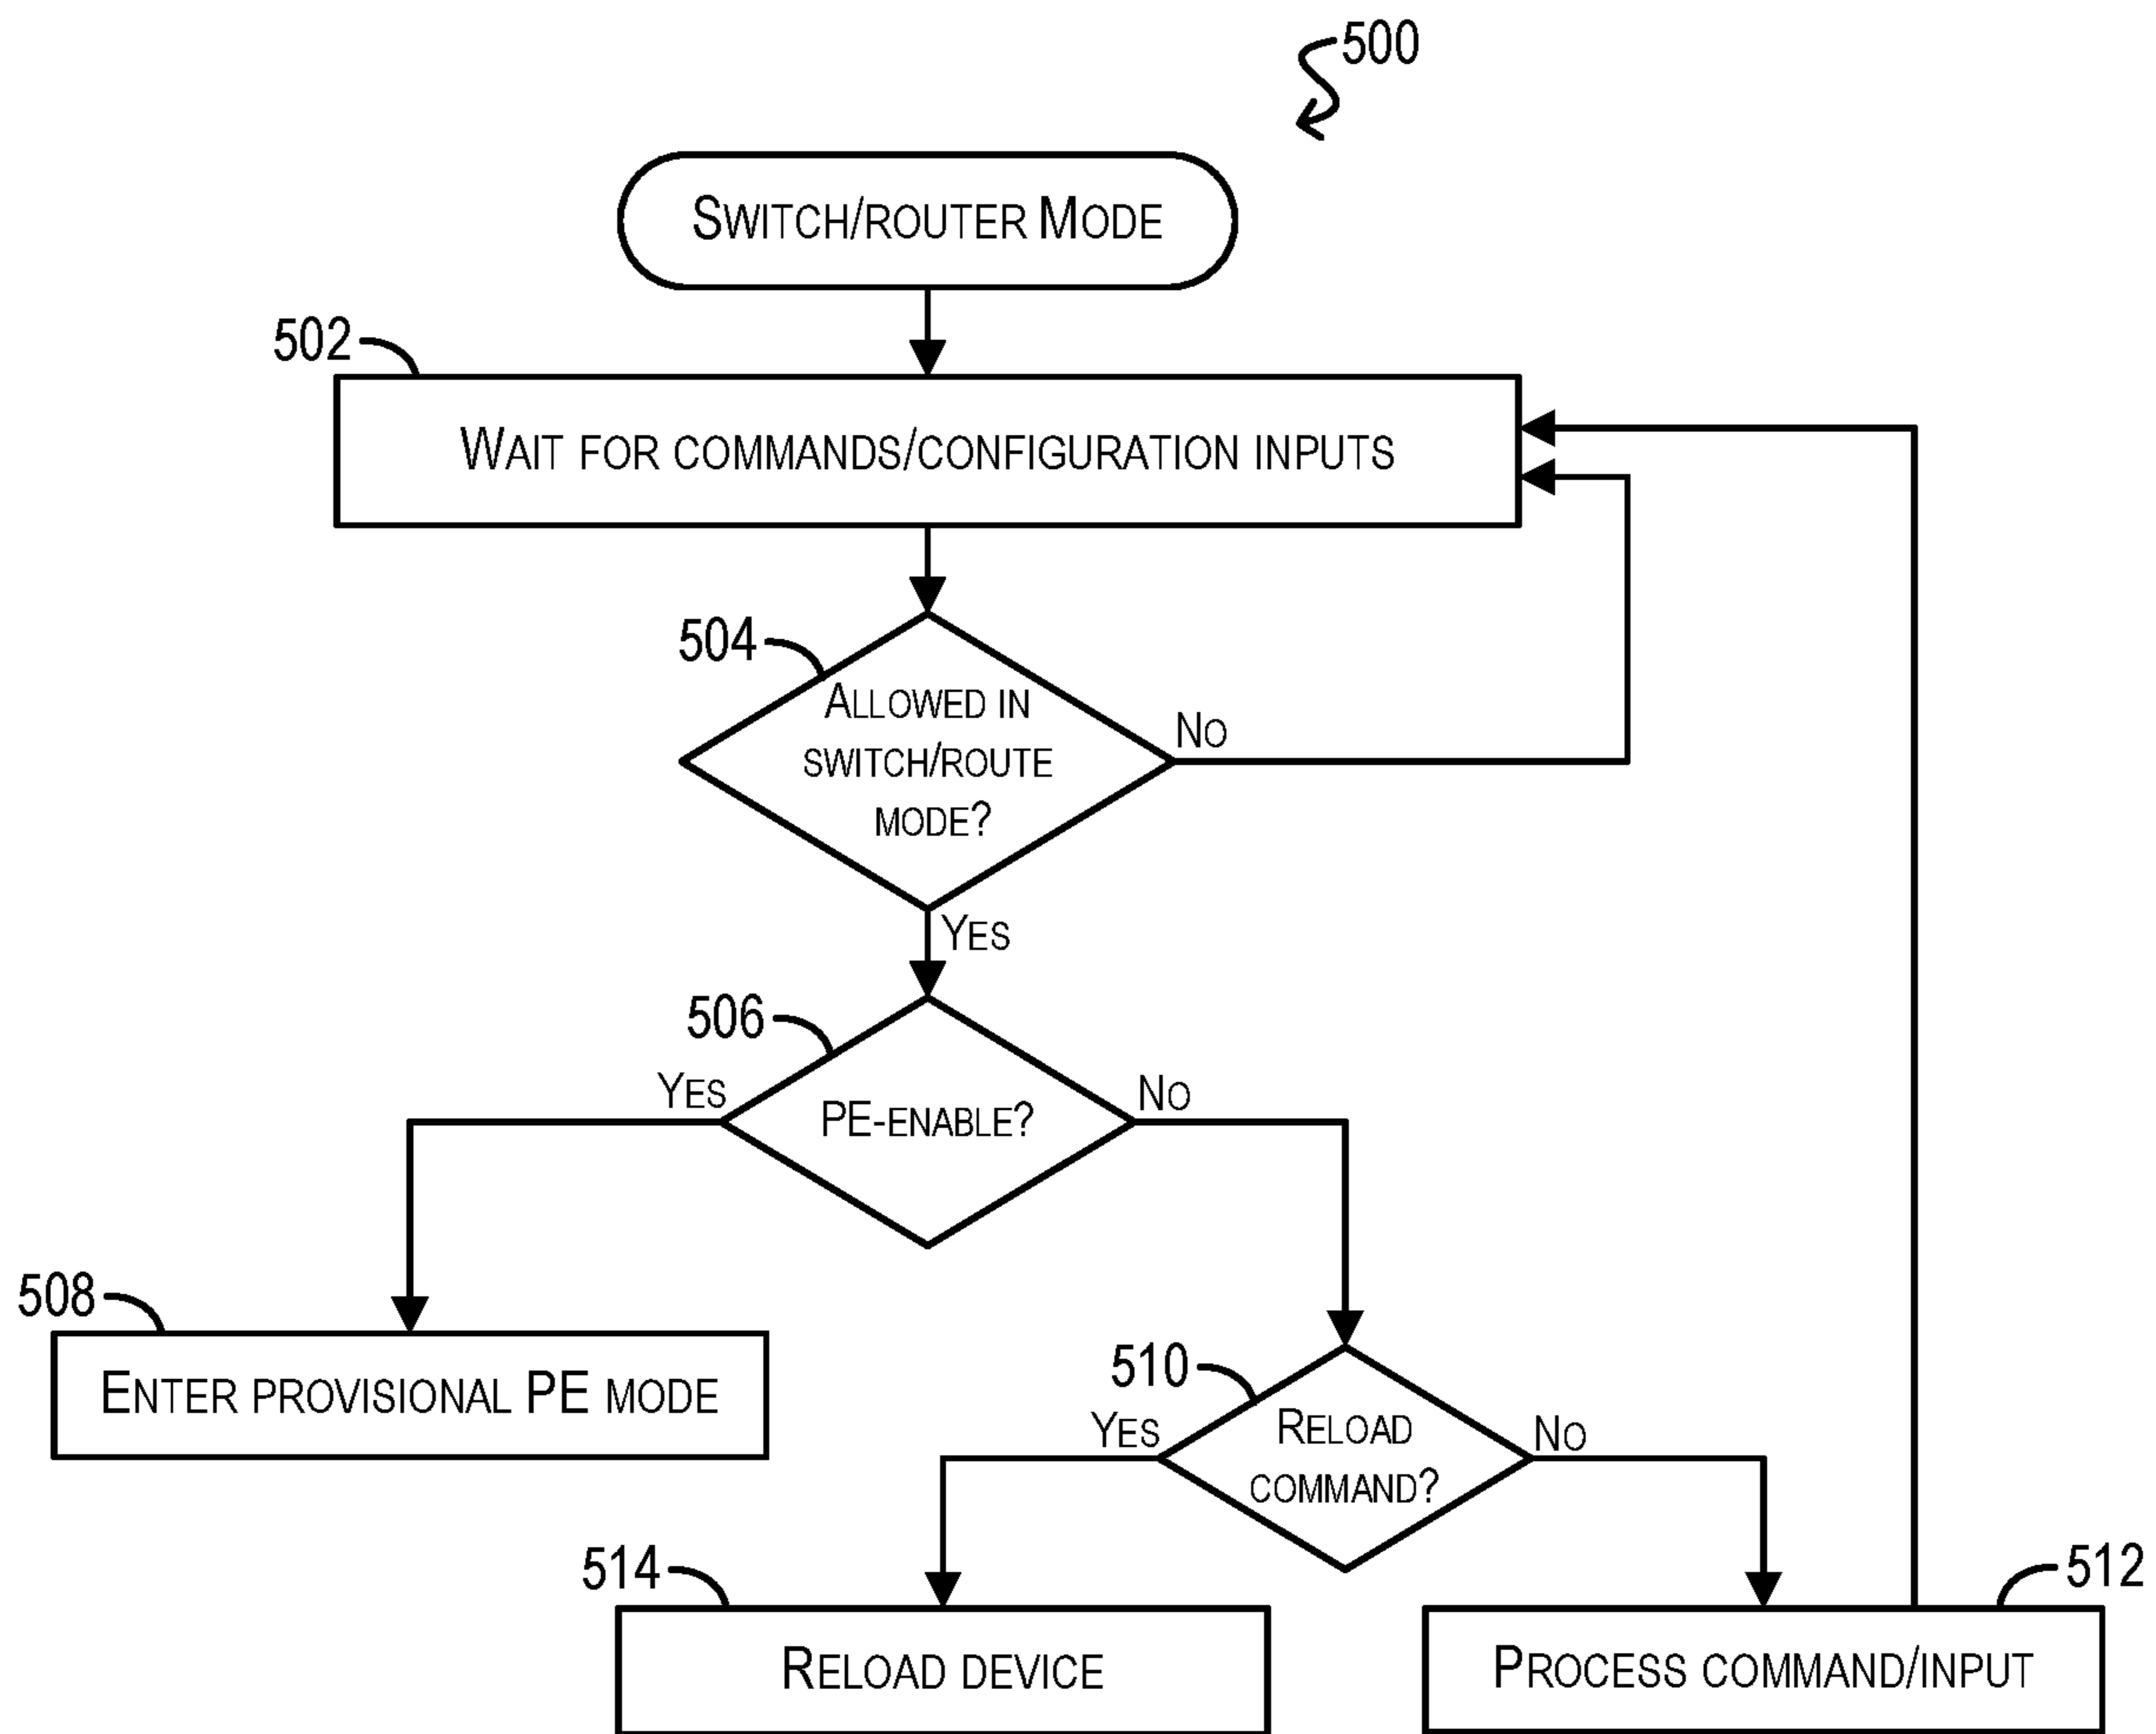 500
SWITCH/ROUTER MODE
502
WAIT FOR COMMANDS/CONFIGURATION INPUTS
504
ALLOWED IN
SWITCH/ROUTE
MODE?
NO
YES
506
YES
PE-ENABLE?
NO
508
ENTER PROVISIONAL PE MODE
510
YES
RELOAD
COMMAND?
NO
514
RELOAD DEVICE
512
PROCESS COMMAND/INPUT